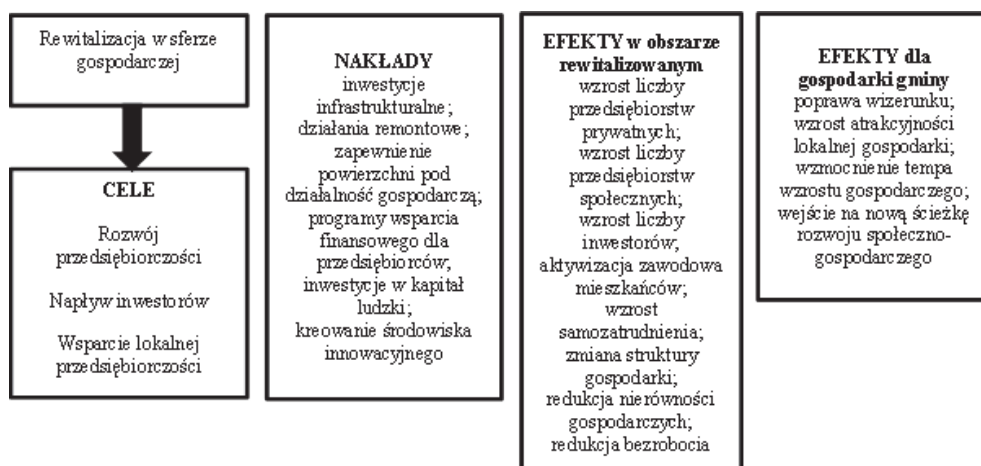 Rewitalizacja w sferze
gospodarczej
CELE
Rozwój
przedsiębiorczości
Napływ inwestorów
Wsparcie lokalnej
przedsiębiorczości
NAKŁADY
inwestycje
infrastrukturalne;
działania remontowe;
zapewnienie
powierzchni pod
działalność gospodarczą;
programy wsparcia
finansowego dla
przedsiębiorców;
inwestycje w kapitał
ludzki;
kreowanie środowiska
innowacyjnego
EFEKTY w obszarze
rewitalizowanym
wzrost liczby
przedsiębiorstw
prywatnych;
wzrost liczby
przedsiębiorstw
społecznych;
wzrost liczby
inwestorów;
aktywizacja zawodowa
mieszkańców;
wzrost
samozatrudnienia;
zmiana struktury
gospodarki;
redukcja nierówności
gospodarczych;
redukcja bezrobocia
EFEKTY dla
gospodarki gminy
poprawa wizerunku;
wzrost atrakcyjności
lokalnej gospodarki;
wzmocnienie tempa
wzrostu gospodarczego;
wejście na nową ścieżkę
rozwoju społeczno-
gospodarczego